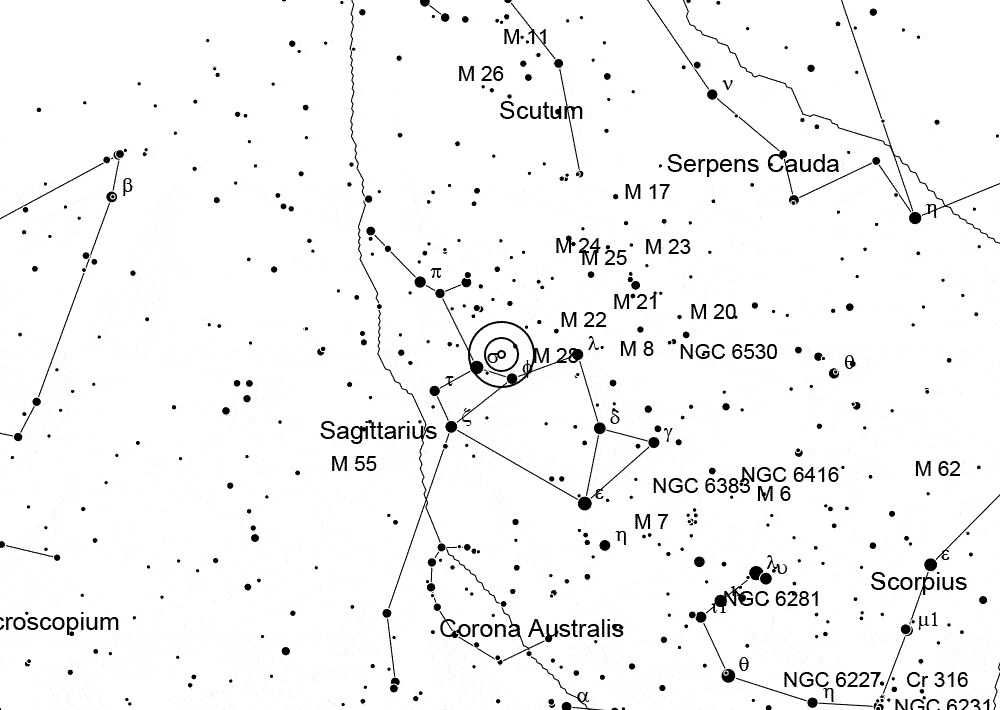 M 11
M 26
ν
Scutum
Serpens Cauda
β
M 17
η
M 24
M 23
M 25
π
M 21
M 20
M 22
λ
M 8
NGC 6530
σ
M 28
θ
φ
τ
ζ
δ
Sagittarius
γ
M 55
M 62
NGC 6416
NGC 6383
M 6
ε
M 7
η
ε
λ
υ
Scorpius
κ
NGC 6281
ι1
croscopium
Corona Australis
μ1
θ
NGC 6227
Cr 316
η
α
NGC 6231